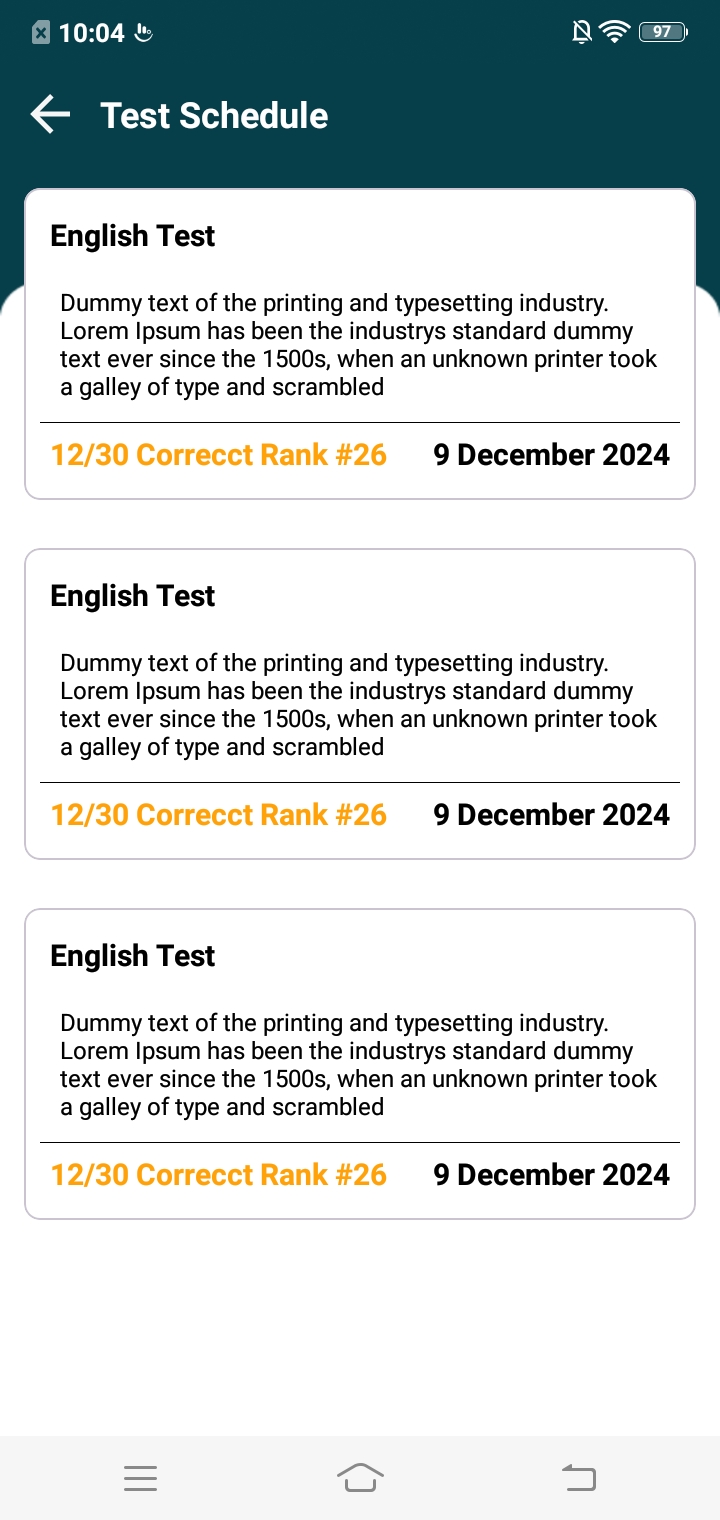 10:04
97
Test Schedule
English Test
Dummy text of the printing and typesetting industry.
Lorem Ipsum has been the industrys standard dummy
text ever since the 1500s, when an unknown printer took
a galley of type and scrambled
12/30 Correcct Rank #26 9 December 2024
English Test
Dummy text of the printing and typesetting industry.
Lorem Ipsum has been the industrys standard dummy
text ever since the 1500s, when an unknown printer took
a galley of type and scrambled
12/30 Correcct Rank #26 9 December 2024
English Test
Dummy text of the printing and typesetting industry.
Lorem Ipsum has been the industrys standard dummy
text ever since the 1500s, when an unknown printer took
a galley of type and scrambled
12/30 Correcct Rank #26 9 December 2024